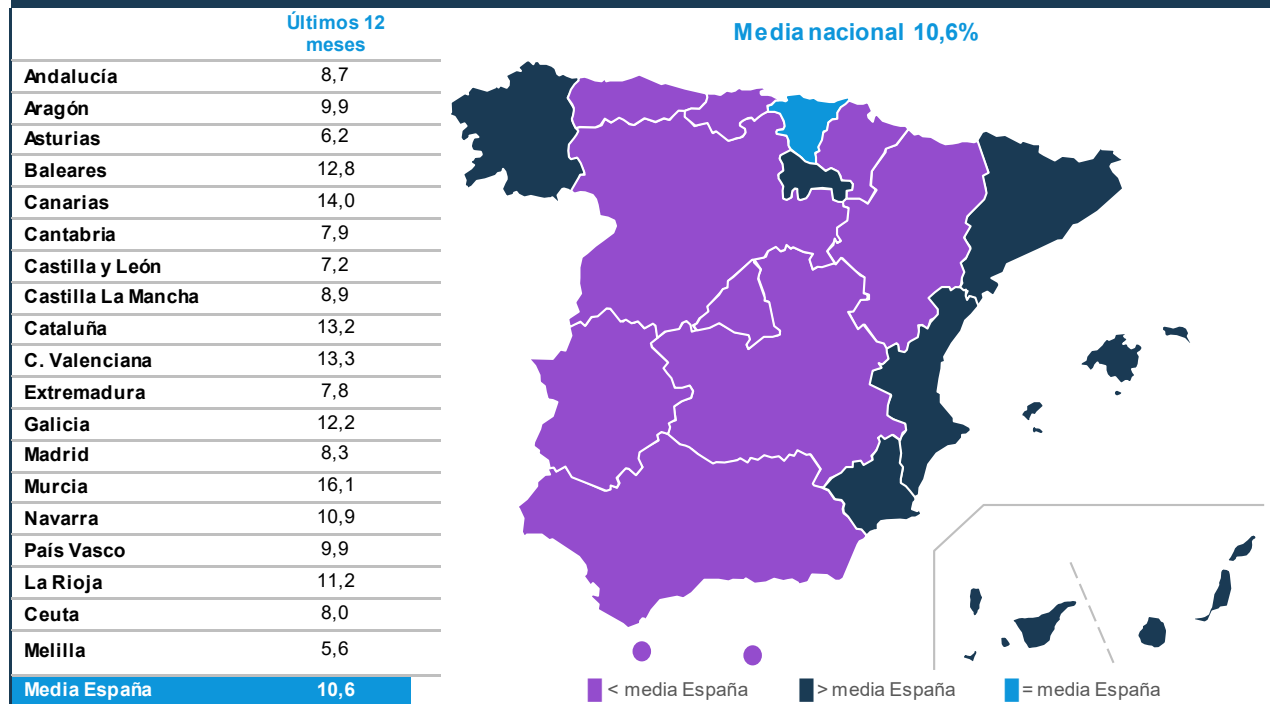 Últimos 12
meses
Andalucía 8,7
Aragón 9,9
Asturias 6,2
Baleares 12,8
Canarias 14,0
Cantabria 7,9
Castilla y León 7,2
Castilla La Mancha 8,9
Cataluña 13,2
C. Valenciana 13,3
Extremadura 7,8
Galicia 12,2
Madrid 8,3
Murcia 16,1
Navarra 10,9
País Vasco 9,9
La Rioja 11,2
Ceuta 8,0
Melilla 5,6
Media España 10,6
Media nacional 10,6%
< media España
> media España
= media España